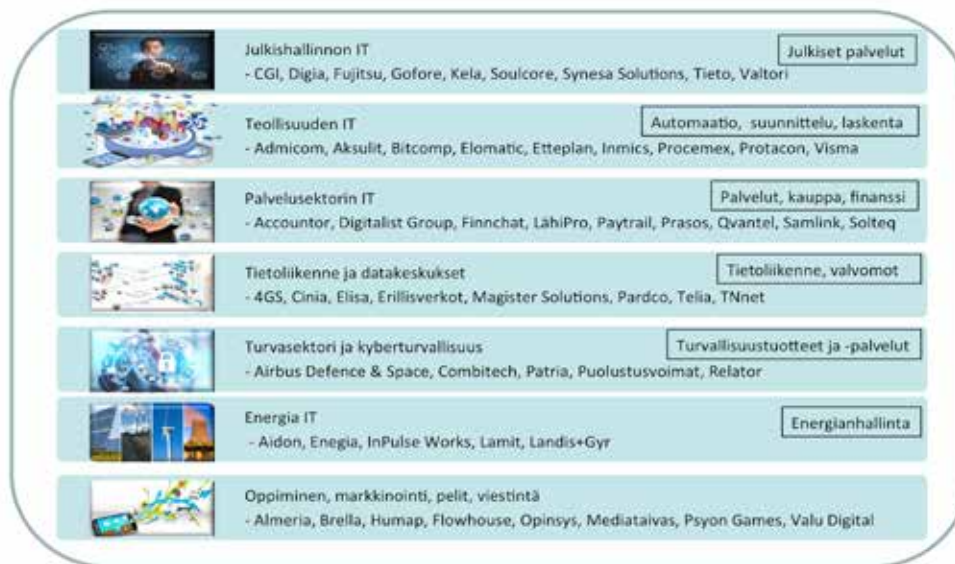 Julkishallinnon IT
Julkiset palvelut
- CGI, Digia, Fujitsu, Gofore, Kela, Soulcore, Synesa Solutions, Tieto, Valtori
Teollisuuden IT
Automaatio, suunnittelu, laskenta
- Admicom, Aksulit, Bitcomp, Elomatic, Etteplan, Inmics, Procemex, Protacon, Visma
Palvelusektorin IT
Palvelut, kauppa, finanssi
- Accountor, Digitalist Group, Finnchat, LähiPro, Paytrail, Prasos, Qvantel, Samlink, Solteq
Tietoliikenne ja datakeskukset
Tietoliikenne, valvomot
- 4GS, Cinia, Elisa, Erillisverkot, Magister Solutions, Pardco, Telia, TNnet
Turvasektori ja kyberturvallisuus
Turvallisuustuotteet ja -palvelut
- Airbus Defence & Space, Combitech, Patria, Puolustusvoimat, Relator
Energia IT
Energianhallinta
- Aidon, Enegia, InPulse Works, Lamit, Landis+Gyr
Oppiminen, markkinointi, pelit, viestintä
- Almeria, Brella, Humap, Flowhouse, Opinsys, Mediataivas, Psyon Games, Valu Digital